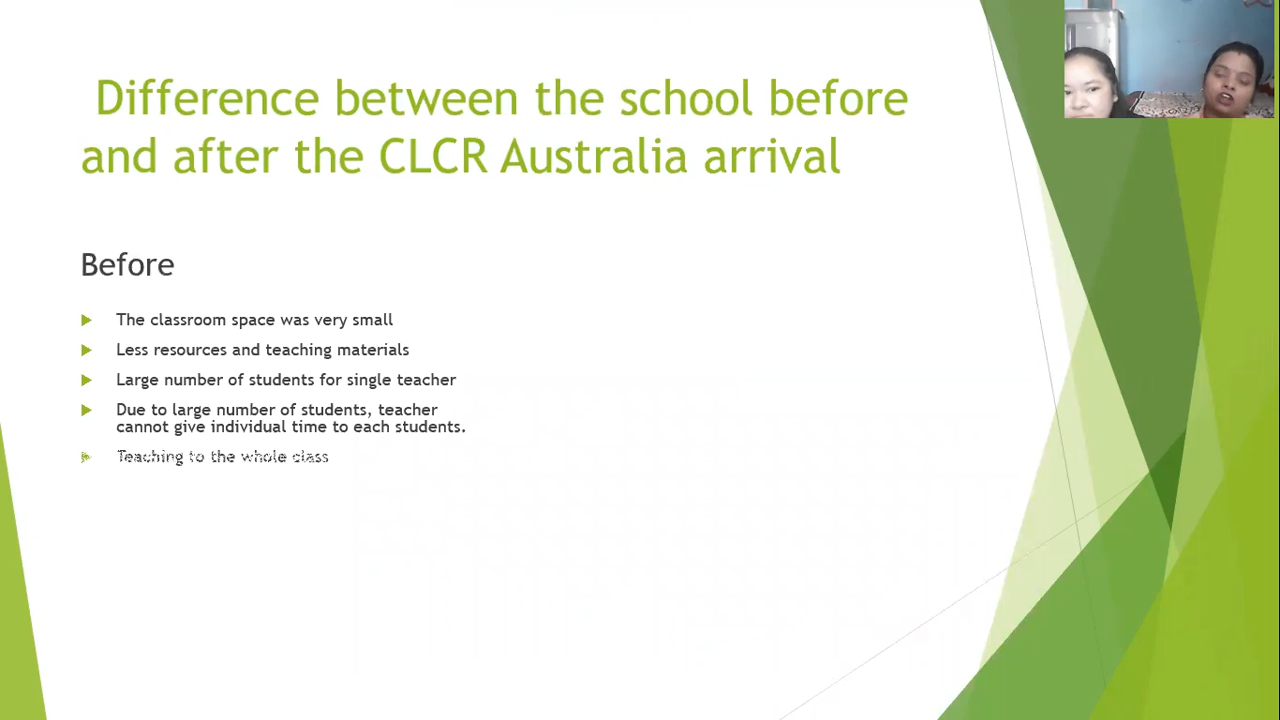 Difference between the school before
and after the CLCR Australia arrival
Before
The classroom space was very small
Less resources and teaching materials
Large number of students for single teacher
Due to large number of students, teacher
cannot give individual time to each students.
Teaching to the whole class